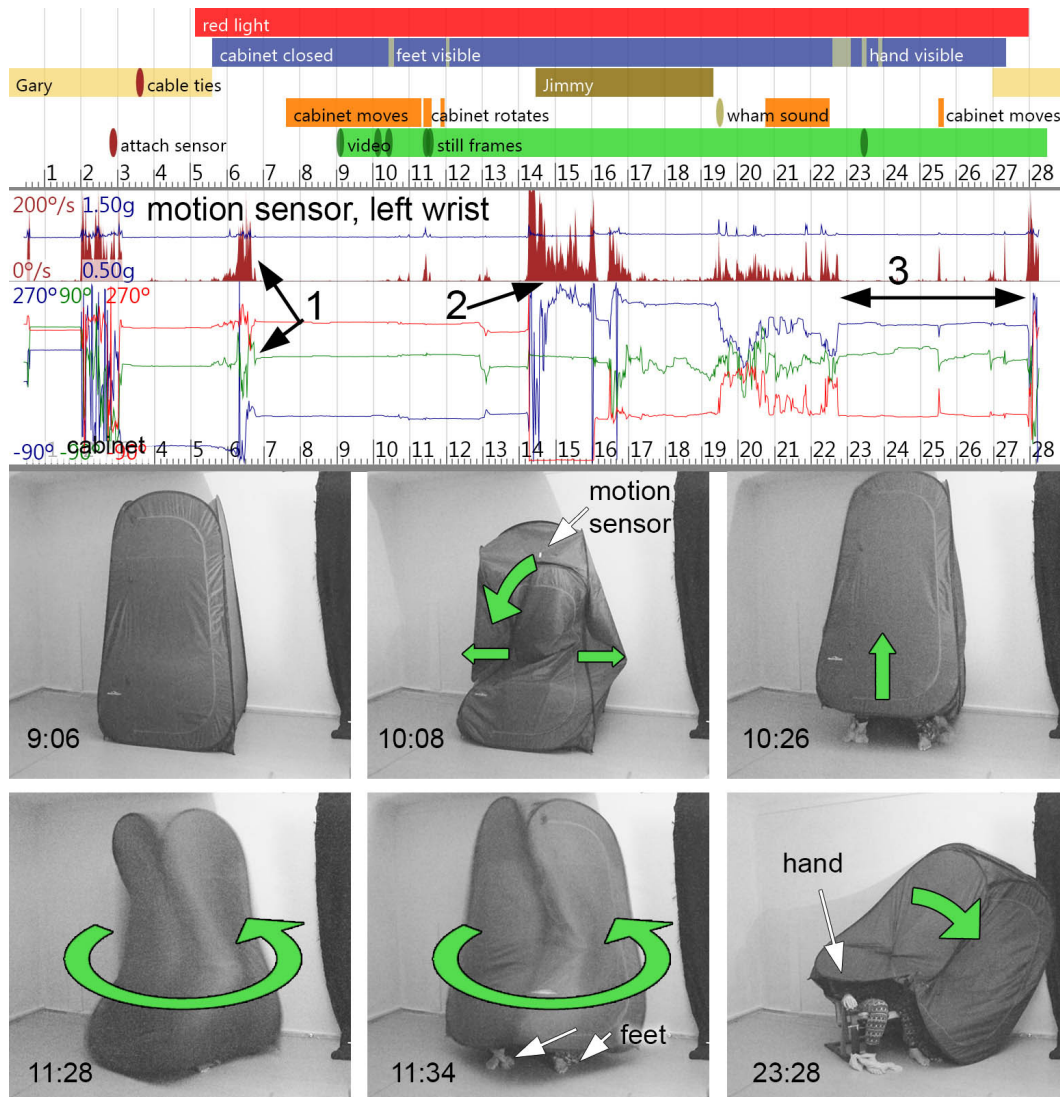 red light
cabinet closed feet visible hand visible
Gary cable ties Jimmy
cabinet moves cabinet rotates wham sound cabinet moves
attach sensor video still frames
1 2 3 4 5 6 7 8 9 10 11 12 13 14 15 16 17 18 19 20 21 22 23 24 25 26 27 28
200°/s 1.50g motion sensor, left wrist
0°/s 0.50g
3
270° 90° 270°
1 2
-90° -90° -90°
cabinet
1 2 3 4 5 6 7 8 9 10 11 12 13 14 15 16 17 18 19 20 21 22 23 24 25 26 27 28
motion
sensor
9:06 10:08 10:26
hand
feet
11:28 11:34 23:28